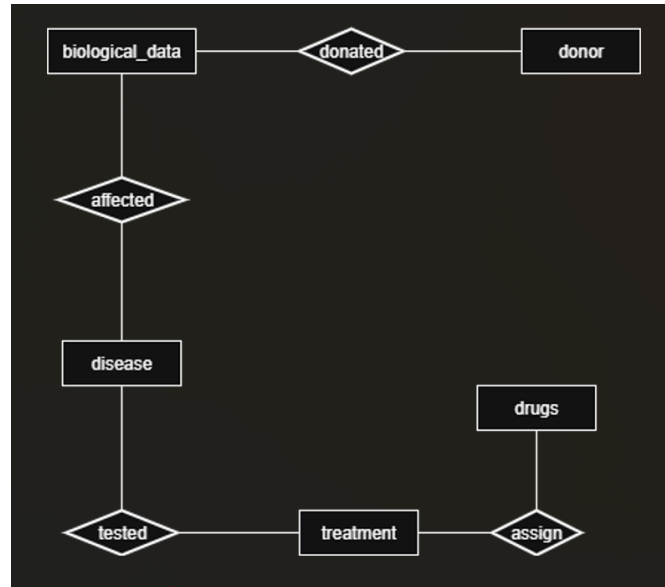 biological_data
donated
donor
affected
disease
drugs
tested
treatment
assign